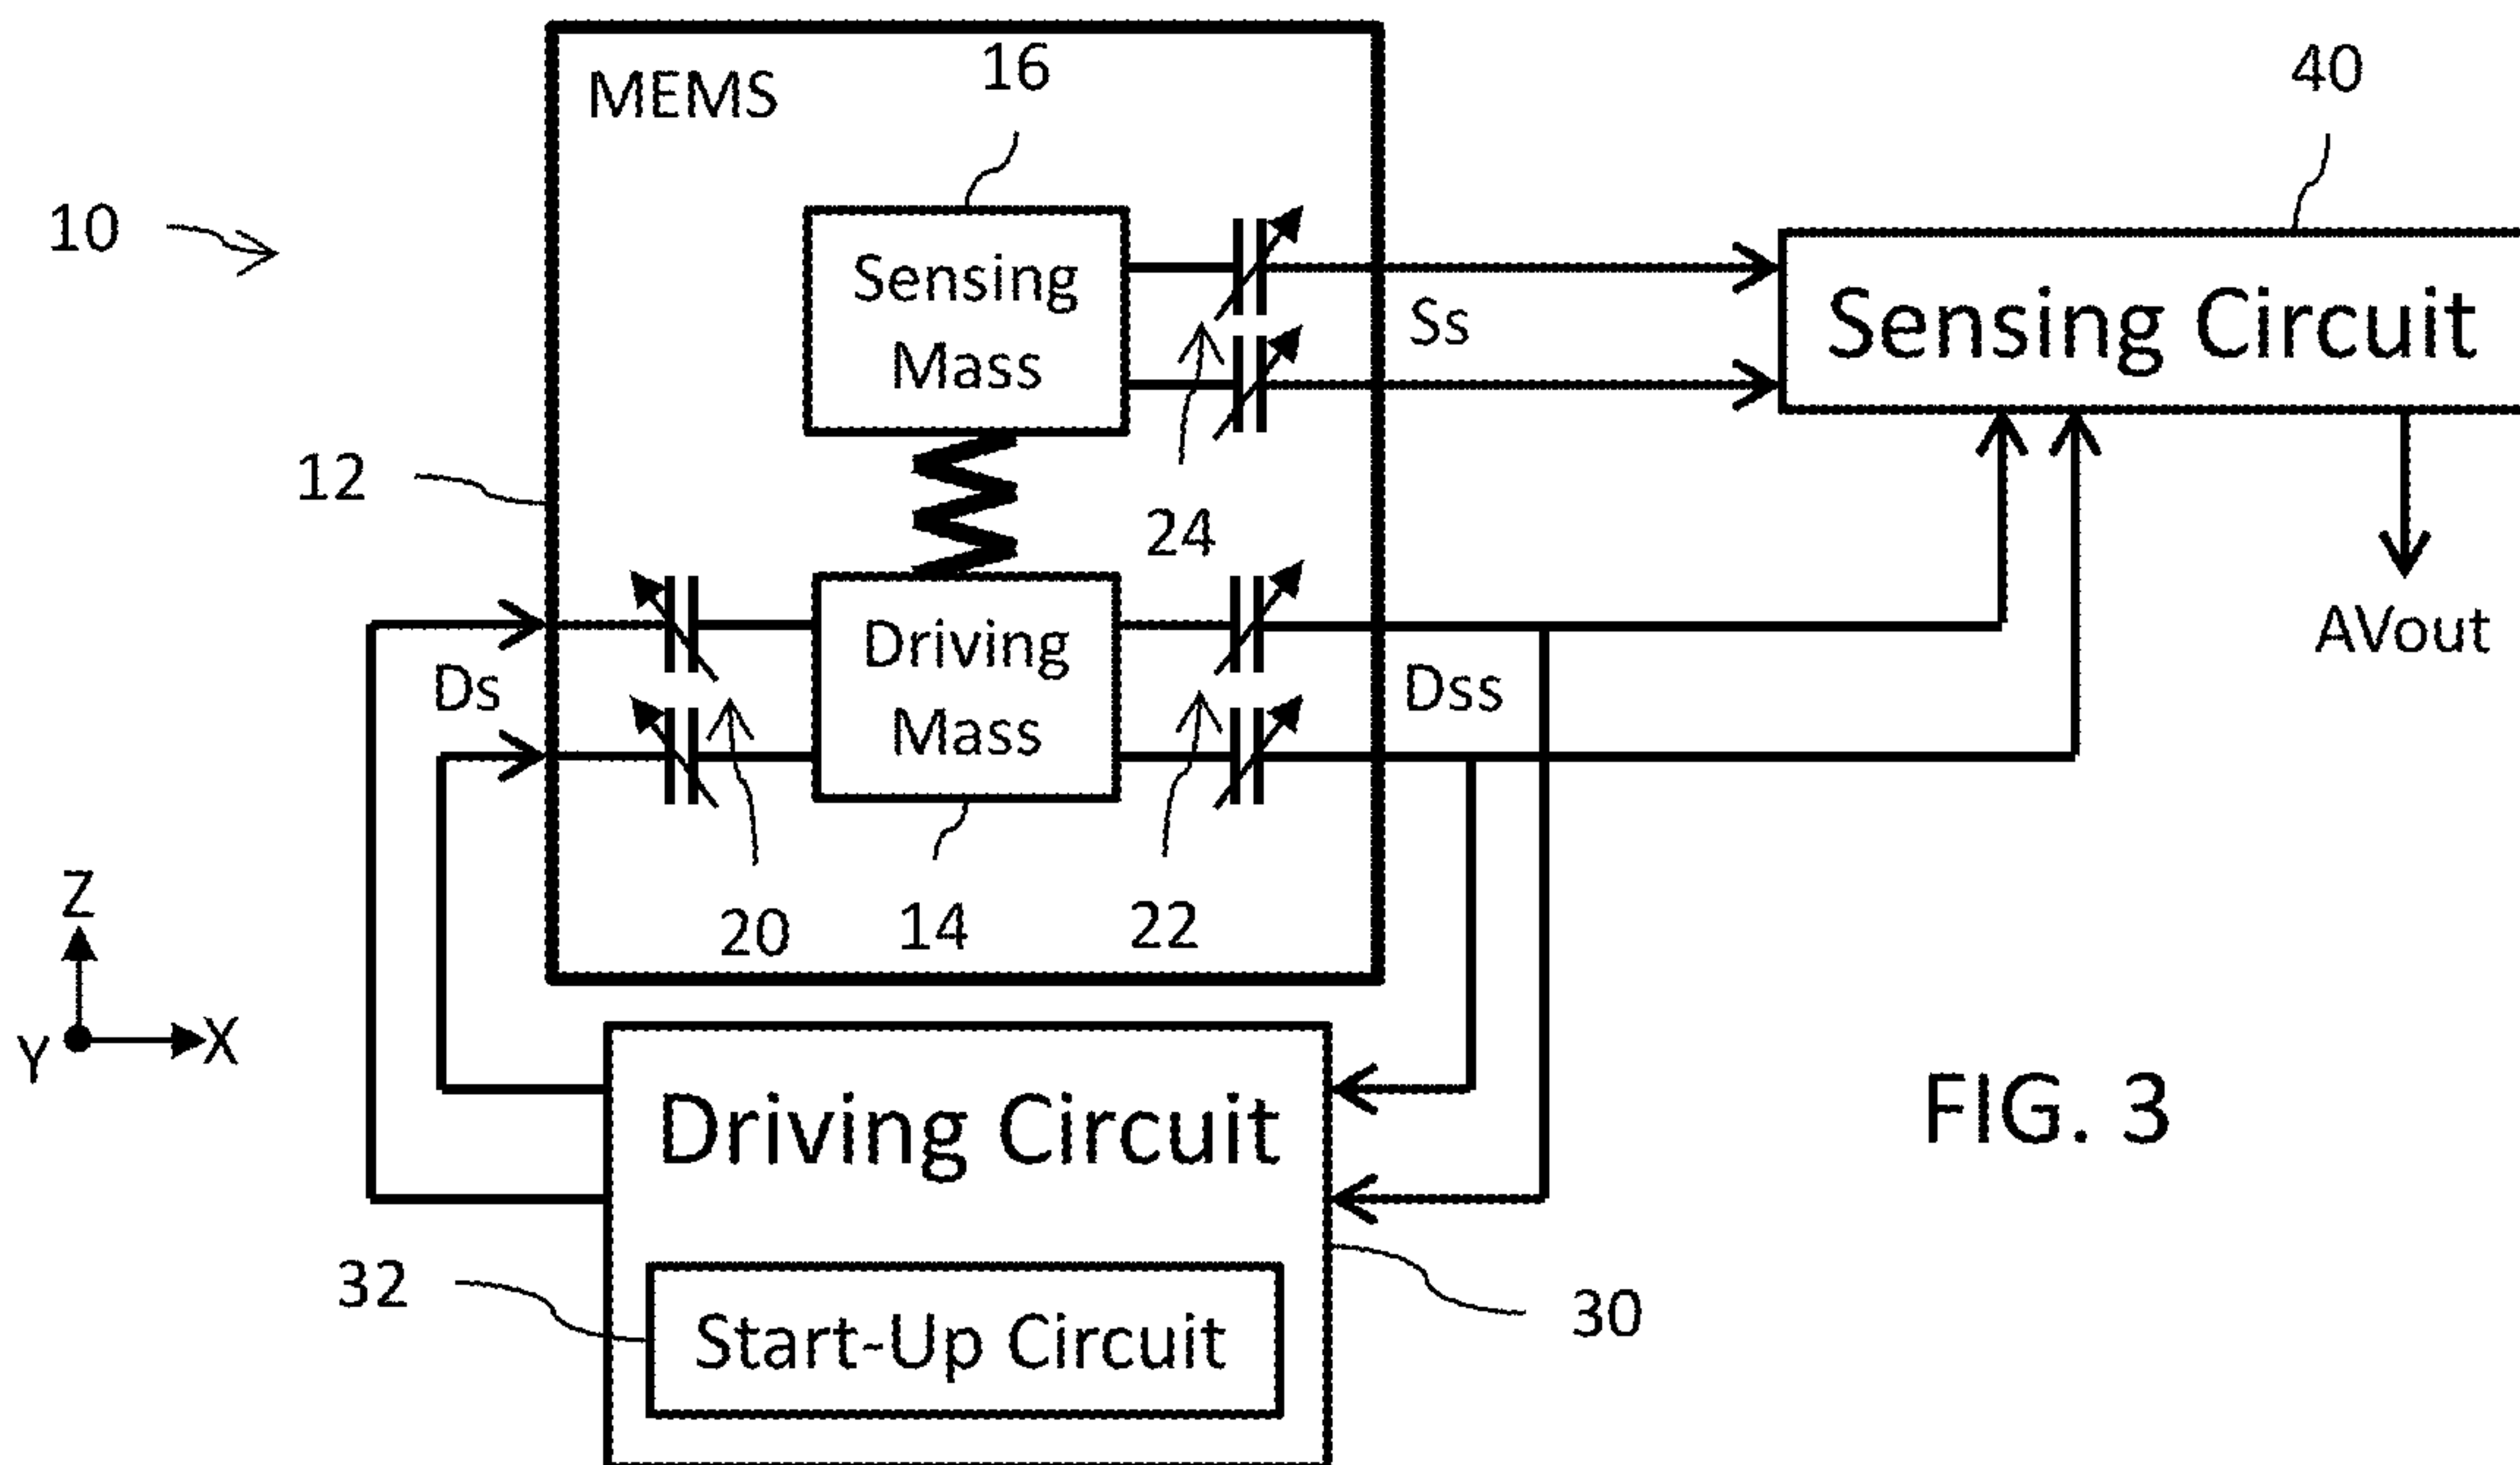 16
40
MEMS
10
Sensing
Mass
Sensing Circuit
Ss
12
24
AVout
Driving
Mass
Ds
Dss
20
14
22
Z
Y
X
Driving Circuit
FIG. 3
32
30
Start-Up Circuit